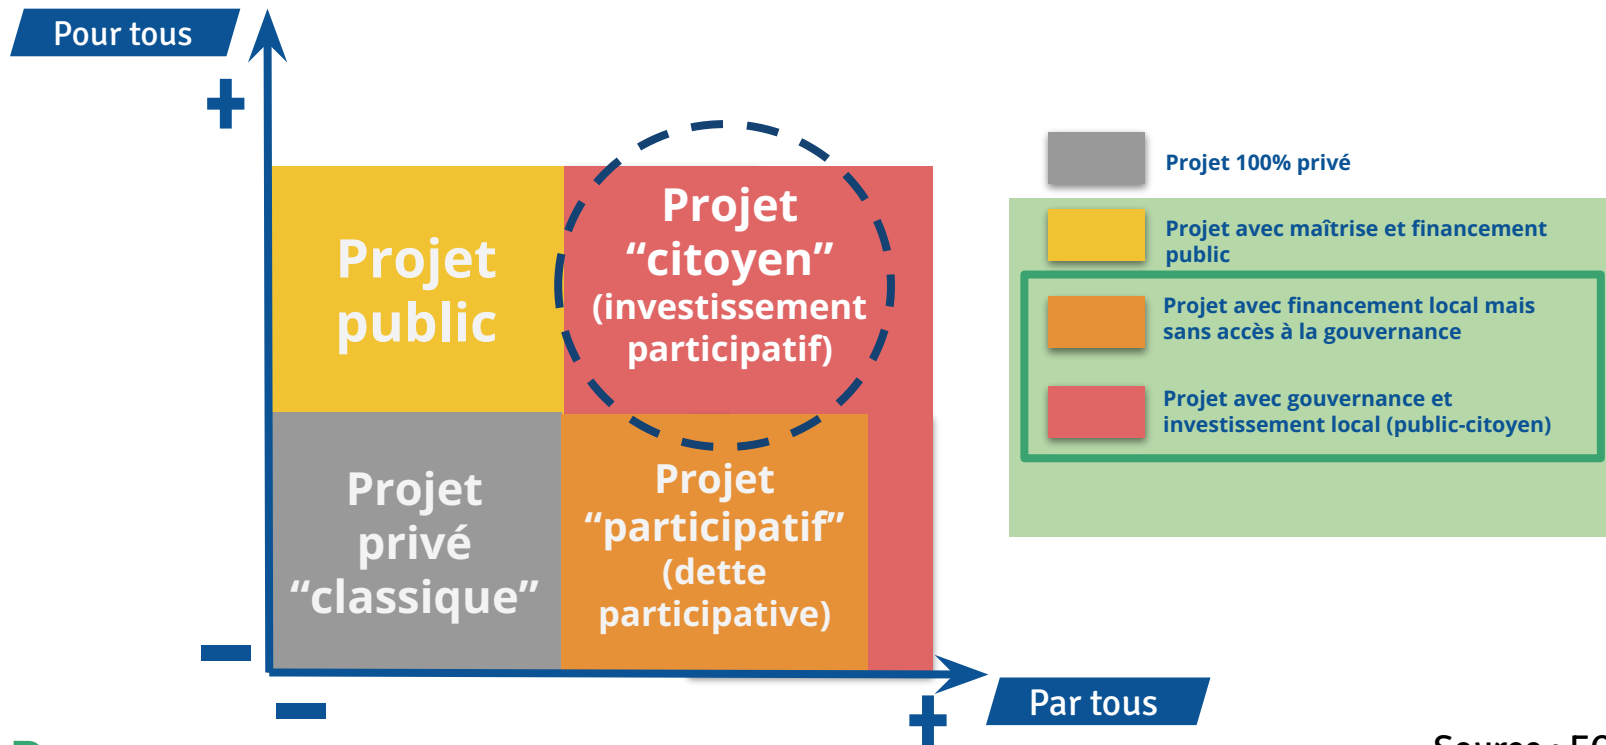 Pour tous
+
Projet
public
Projet
“citoyen”
(investissement
participatif)
Projet
privé
“classique”
Projet
“participatif”
(dette
participative)
Projet 100% privé
Projet avec maîtrise et financement
public
Projet avec financement local mais
sans accès à la gouvernance
Projet avec gouvernance et
investissement local (public-citoyen)
−
−
+
Par tous